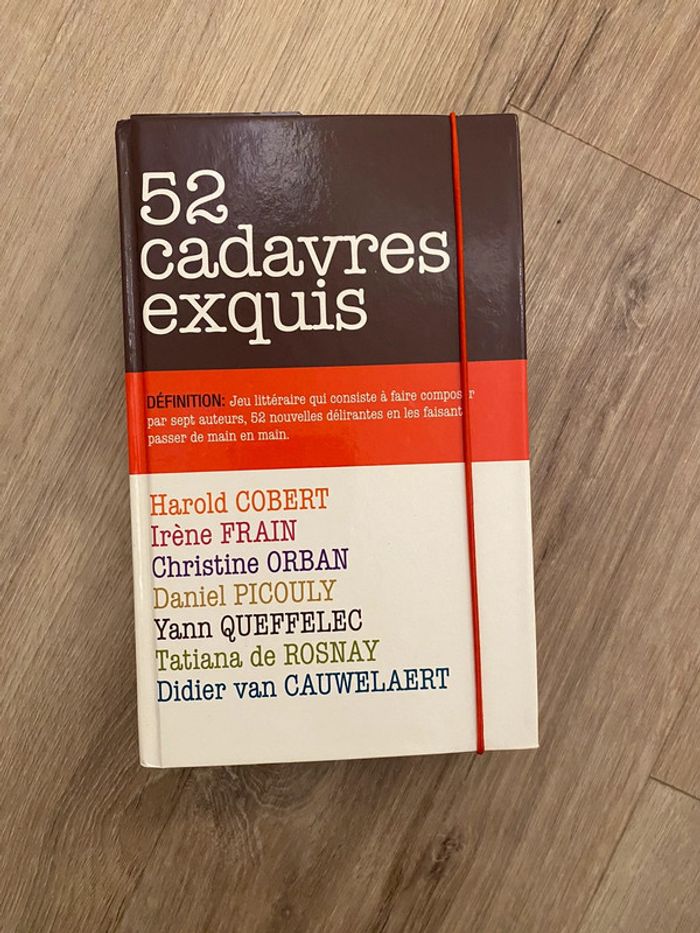 52
cadavres
exquis
DÉFINITION: Jeu littéraire qui consiste à faire composer
par sept auteurs, 52 nouvelles délirantes en les faisant
passer de main en main.
Harold COBERT
Irène FRAIN
Christine ORBAN
Daniel PICOULY
Yann QUEFFELEC
Tatiana de ROSNAY
Didier van CAUWELAERT